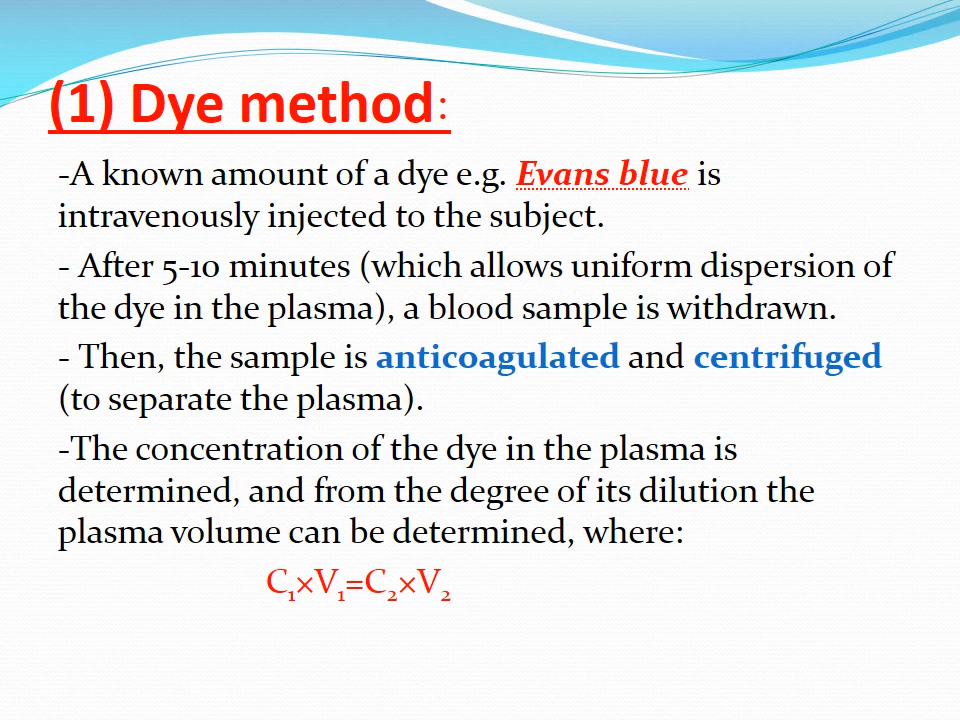 (1) Dye method:
-A known amount of a dye e.g. Evans blue is
intravenously injected to the subject.
- After 5-10 minutes (which allows uniform dispersion of
the dye in the plasma), a blood sample is withdrawn.
- Then, the sample is anticoagulated and centrifuged
(to separate the plasma).
-The concentration of the dye in the plasma is
determined, and from the degree of its dilution the
plasma volume can be determined, where:
C₁×V₁=C₂×V₂